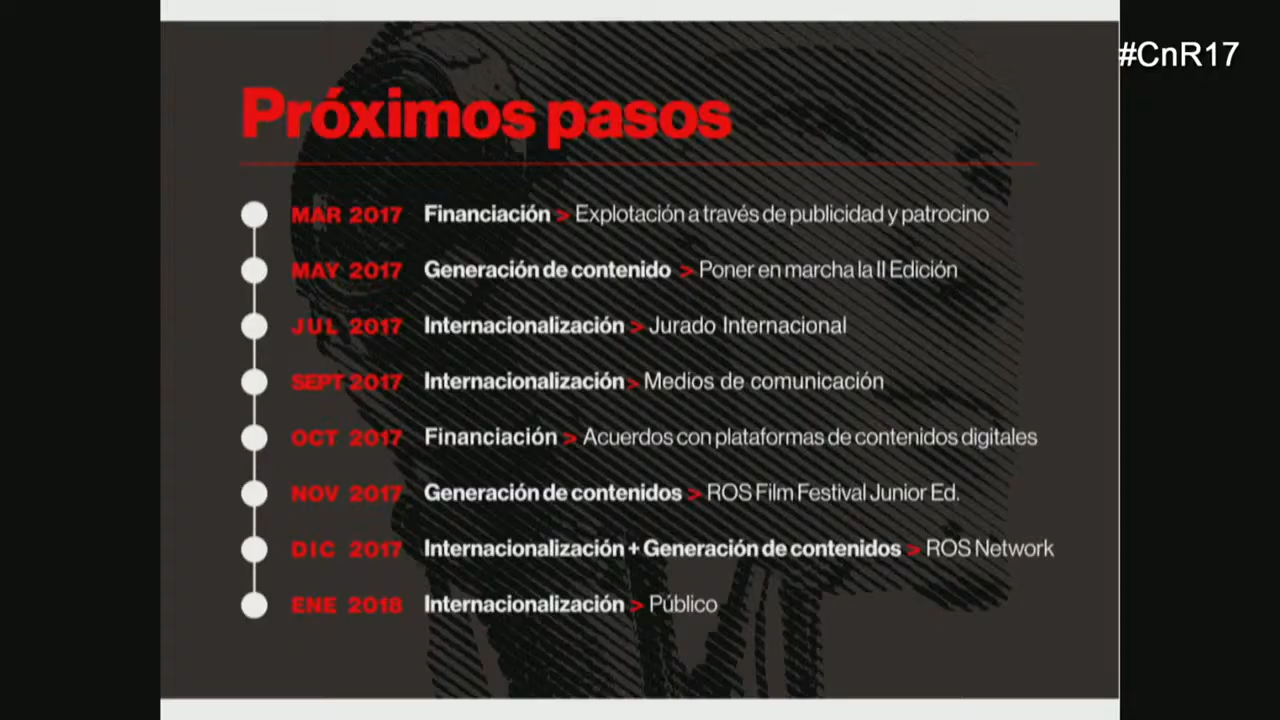 #CnR17
Próximos pasos
MAR 2017 Financiación > Explotación a través de publicidad y patrocino
MAY 2017 Generación de contenido > Poner en marcha la II Edición
JUL 2017 Internacionalización > Jurado Internacional
SEPT 2017 Internacionalización > Medios de comunicación
OCT 2017 Financiación > Acuerdos con plataformas de contenidos digitales
NOV 2017 Generación de contenidos > ROS Film Festival Junior Ed.
DIC 2017 Internacionalización + Generación de contenidos > ROS Network
ENE 2018 Internacionalización > Público